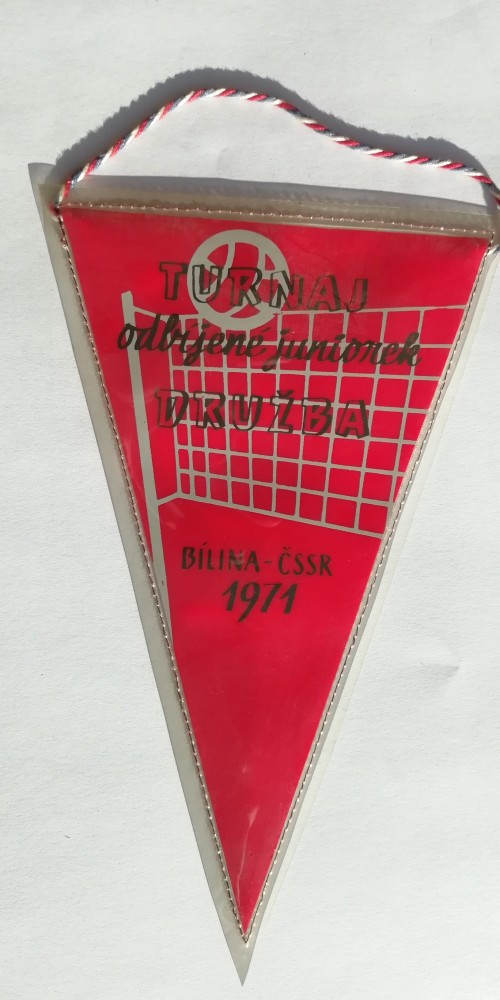 TURNAJ
odbíjené juniorek
DRUŽBA
BÍLINA-ČSSR
1971